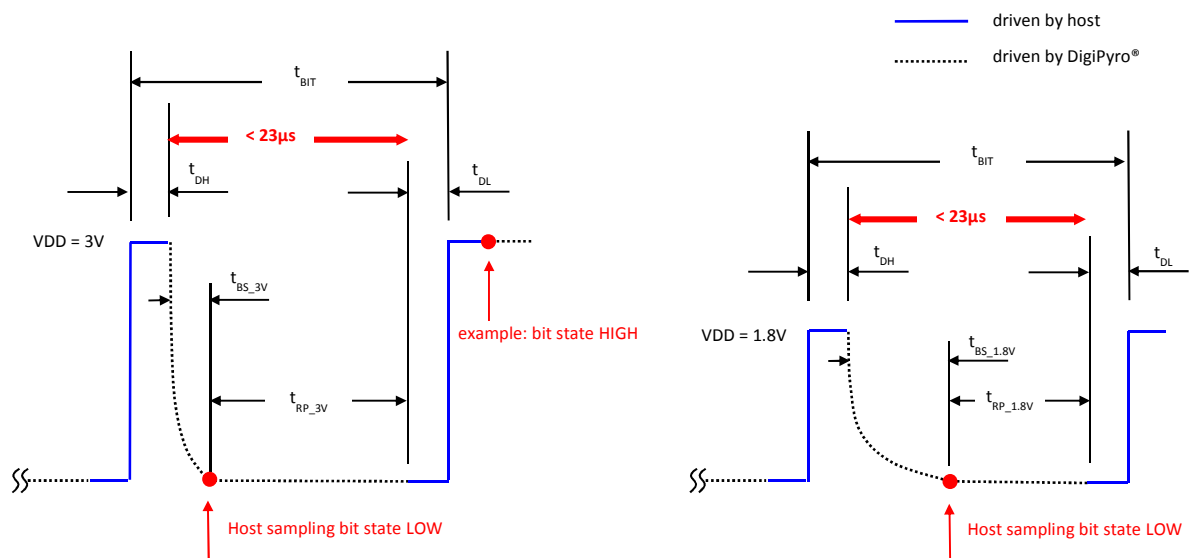 driven by host
driven by DigiPyro®
tBIT
< 23µs
tDH
tDL
VDD = 3V
tBS_3V
example: bit state HIGH
tRP_3V
Host sampling bit state LOW
tBIT
< 23µs
tDH
tDL
VDD = 1.8V
tBS_1.8V
tRP_1.8V
Host sampling bit state LOW